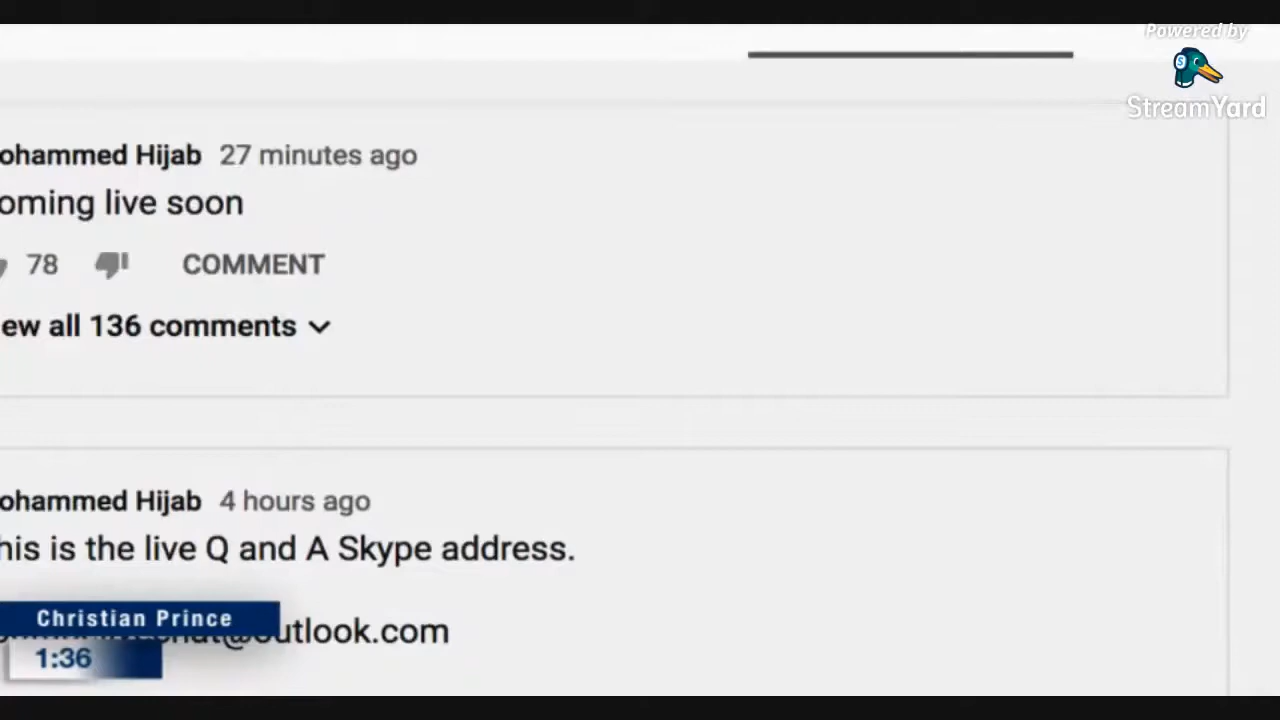 Powered by
StreamYard
ohammed Hijab 27 minutes ago
oming live soon
78 COMMENT
ew all 136 comments
ohammed Hijab 4 hours ago
his is the live Q and A Skype address.
Christian Prince
outlook.com
1:36